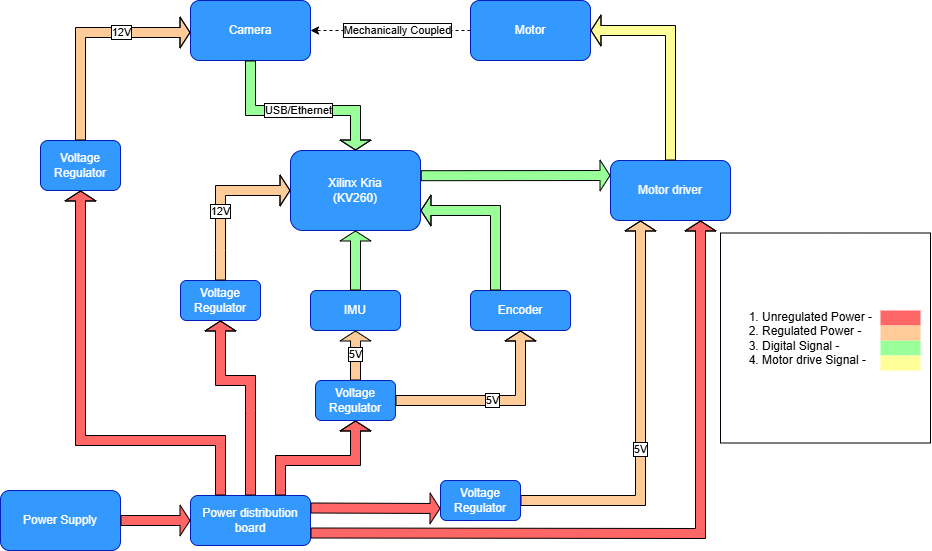 Camera
Mechanically Coupled
Motor
12V
USB/Ethernet
Voltage
Regulator
Xilinx Kria
(KV260)
Motor driver
12V
Voltage
Regulator
IMU
Encoder
1. Unregulated Power -
2. Regulated Power -
3. Digital Signal -
4. Motor drive Signal -
5V
Voltage
Regulator
5V
5V
Power Supply
Power distribution
board
Voltage
Regulator